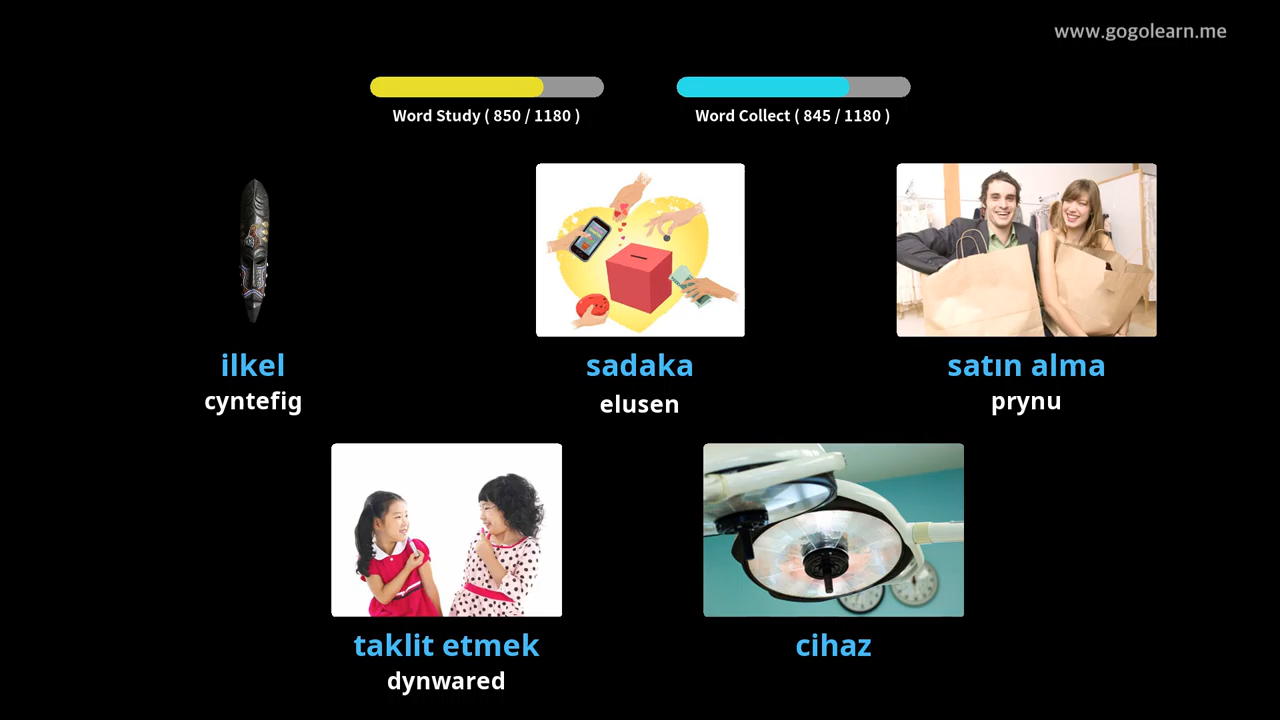 www.gogolearn.me
Word Study ( 850 / 1180 )
Word Collect ( 845 / 1180 )
ilkel
cyntefig
sadaka
elusen
satın alma
prynu
taklit etmek
dynwared
cihaz